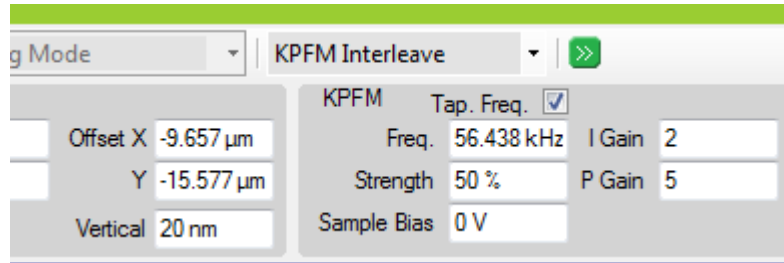 g Mode KPFM Interleave
KPFM Tap. Freq.
Offset X -9.657 µm Freq. 56.438 kHz I Gain 2
Y -15.577 µm Strength 50 % P Gain 5
Vertical 20 nm Sample Bias 0 V